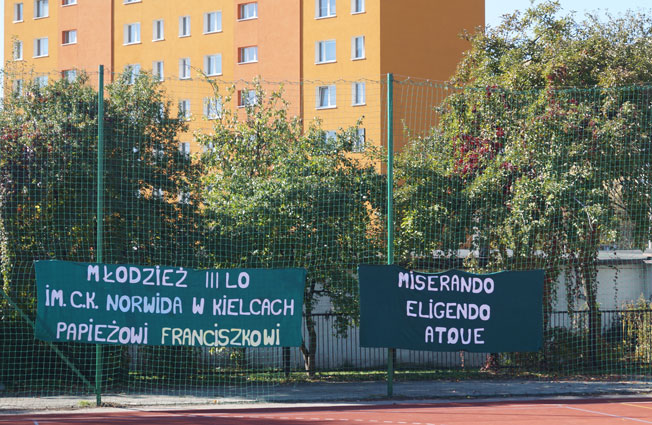 MŁODZIEŻ III LO
IM. C.K. NORWIDA W KIELCACH
PAPIEŻOWI FRANCISZKOWI
MISERANDO
ELIGENDO
ATQUE